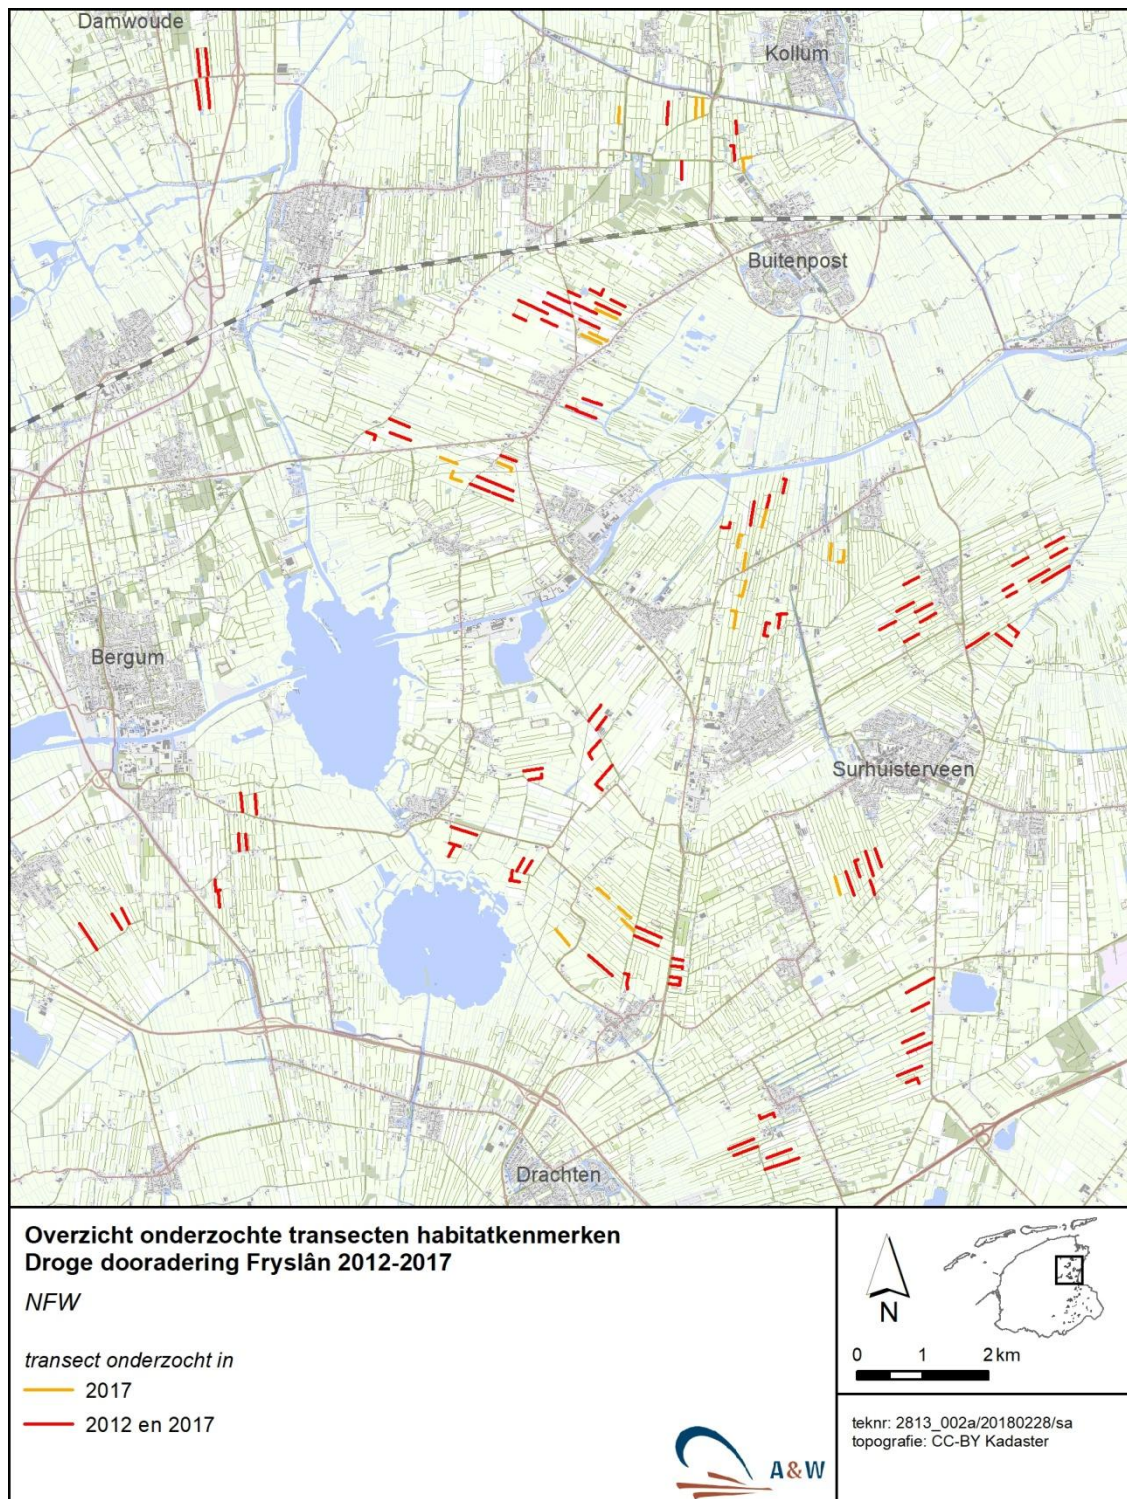 Damwoude
Kollum
Buitenpost
Bergum
Surhuisterveen
Drachten
Overzicht onderzochte transecten habitatkenmerken
Droge dooradering Fryslân 2012-2017
NFW
transect onderzocht in
2017
2012 en 2017
A&W
N
0 1 2 km
teknr: 2813_002a/20180228/sa
topografie: CC-BY Kadaster